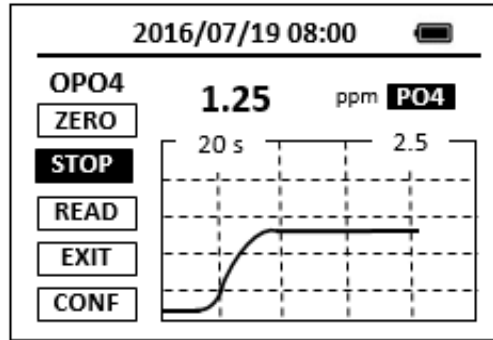 2016/07/19 08:00
OPO4
1.25 ppm PO4
ZERO
20 s 2.5
STOP
READ
EXIT
CONF